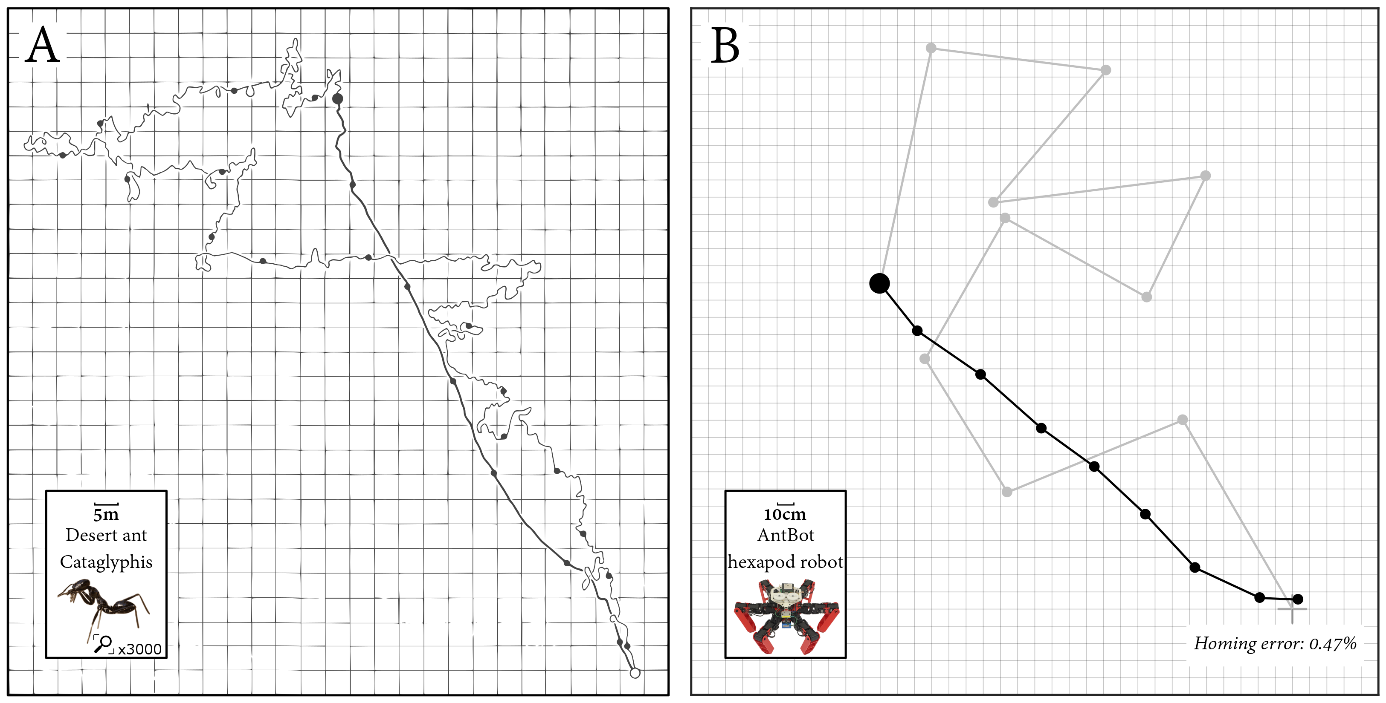 A
5m
Desert ant
Cataglyphis
x3000
B
10cm
AntBot
hexapod robot
Homing error: 0.47%